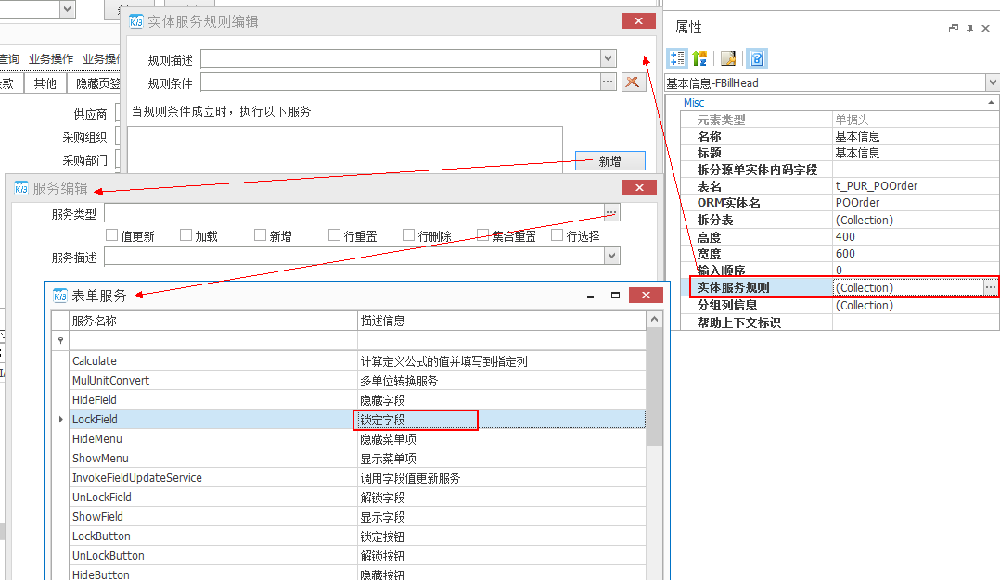 实体服务规则编辑
规则描述
规则条件
当规则条件成立时，执行以下服务
新增
查询 业务操作
其他 隐藏页签
供应商
采购组织
采购部门
服务编辑
服务类型
值更新 加载 新增 行重置 行删除 集合重置 行选择
服务描述
表单服务
服务名称 描述信息
Calculate 计算定义公式的值并填写到指定列
MulUnitConvert 多单位转换服务
HideField 隐藏字段
LockField 锁定字段
HideMenu 隐藏菜单项
ShowMenu 显示菜单项
InvokeFieldUpdateService 调用字段值更新服务
UnLockField 解锁字段
ShowField 显示字段
LockButton 锁定按钮
UnLockButton 解锁按钮
HideButton 隐藏按钮
属性
基本信息-FBillHead
Misc
元素类型 单据头
名称 基本信息
标题 基本信息
拆分源单实体内码字段
表名 t_PUR_POOrder
ORM实体名 POOrder
拆分表 (Collection)
高度 400
宽度 600
输入顺序 0
实体服务规则 (Collection)
分组列信息 (Collection)
帮助上下文标识